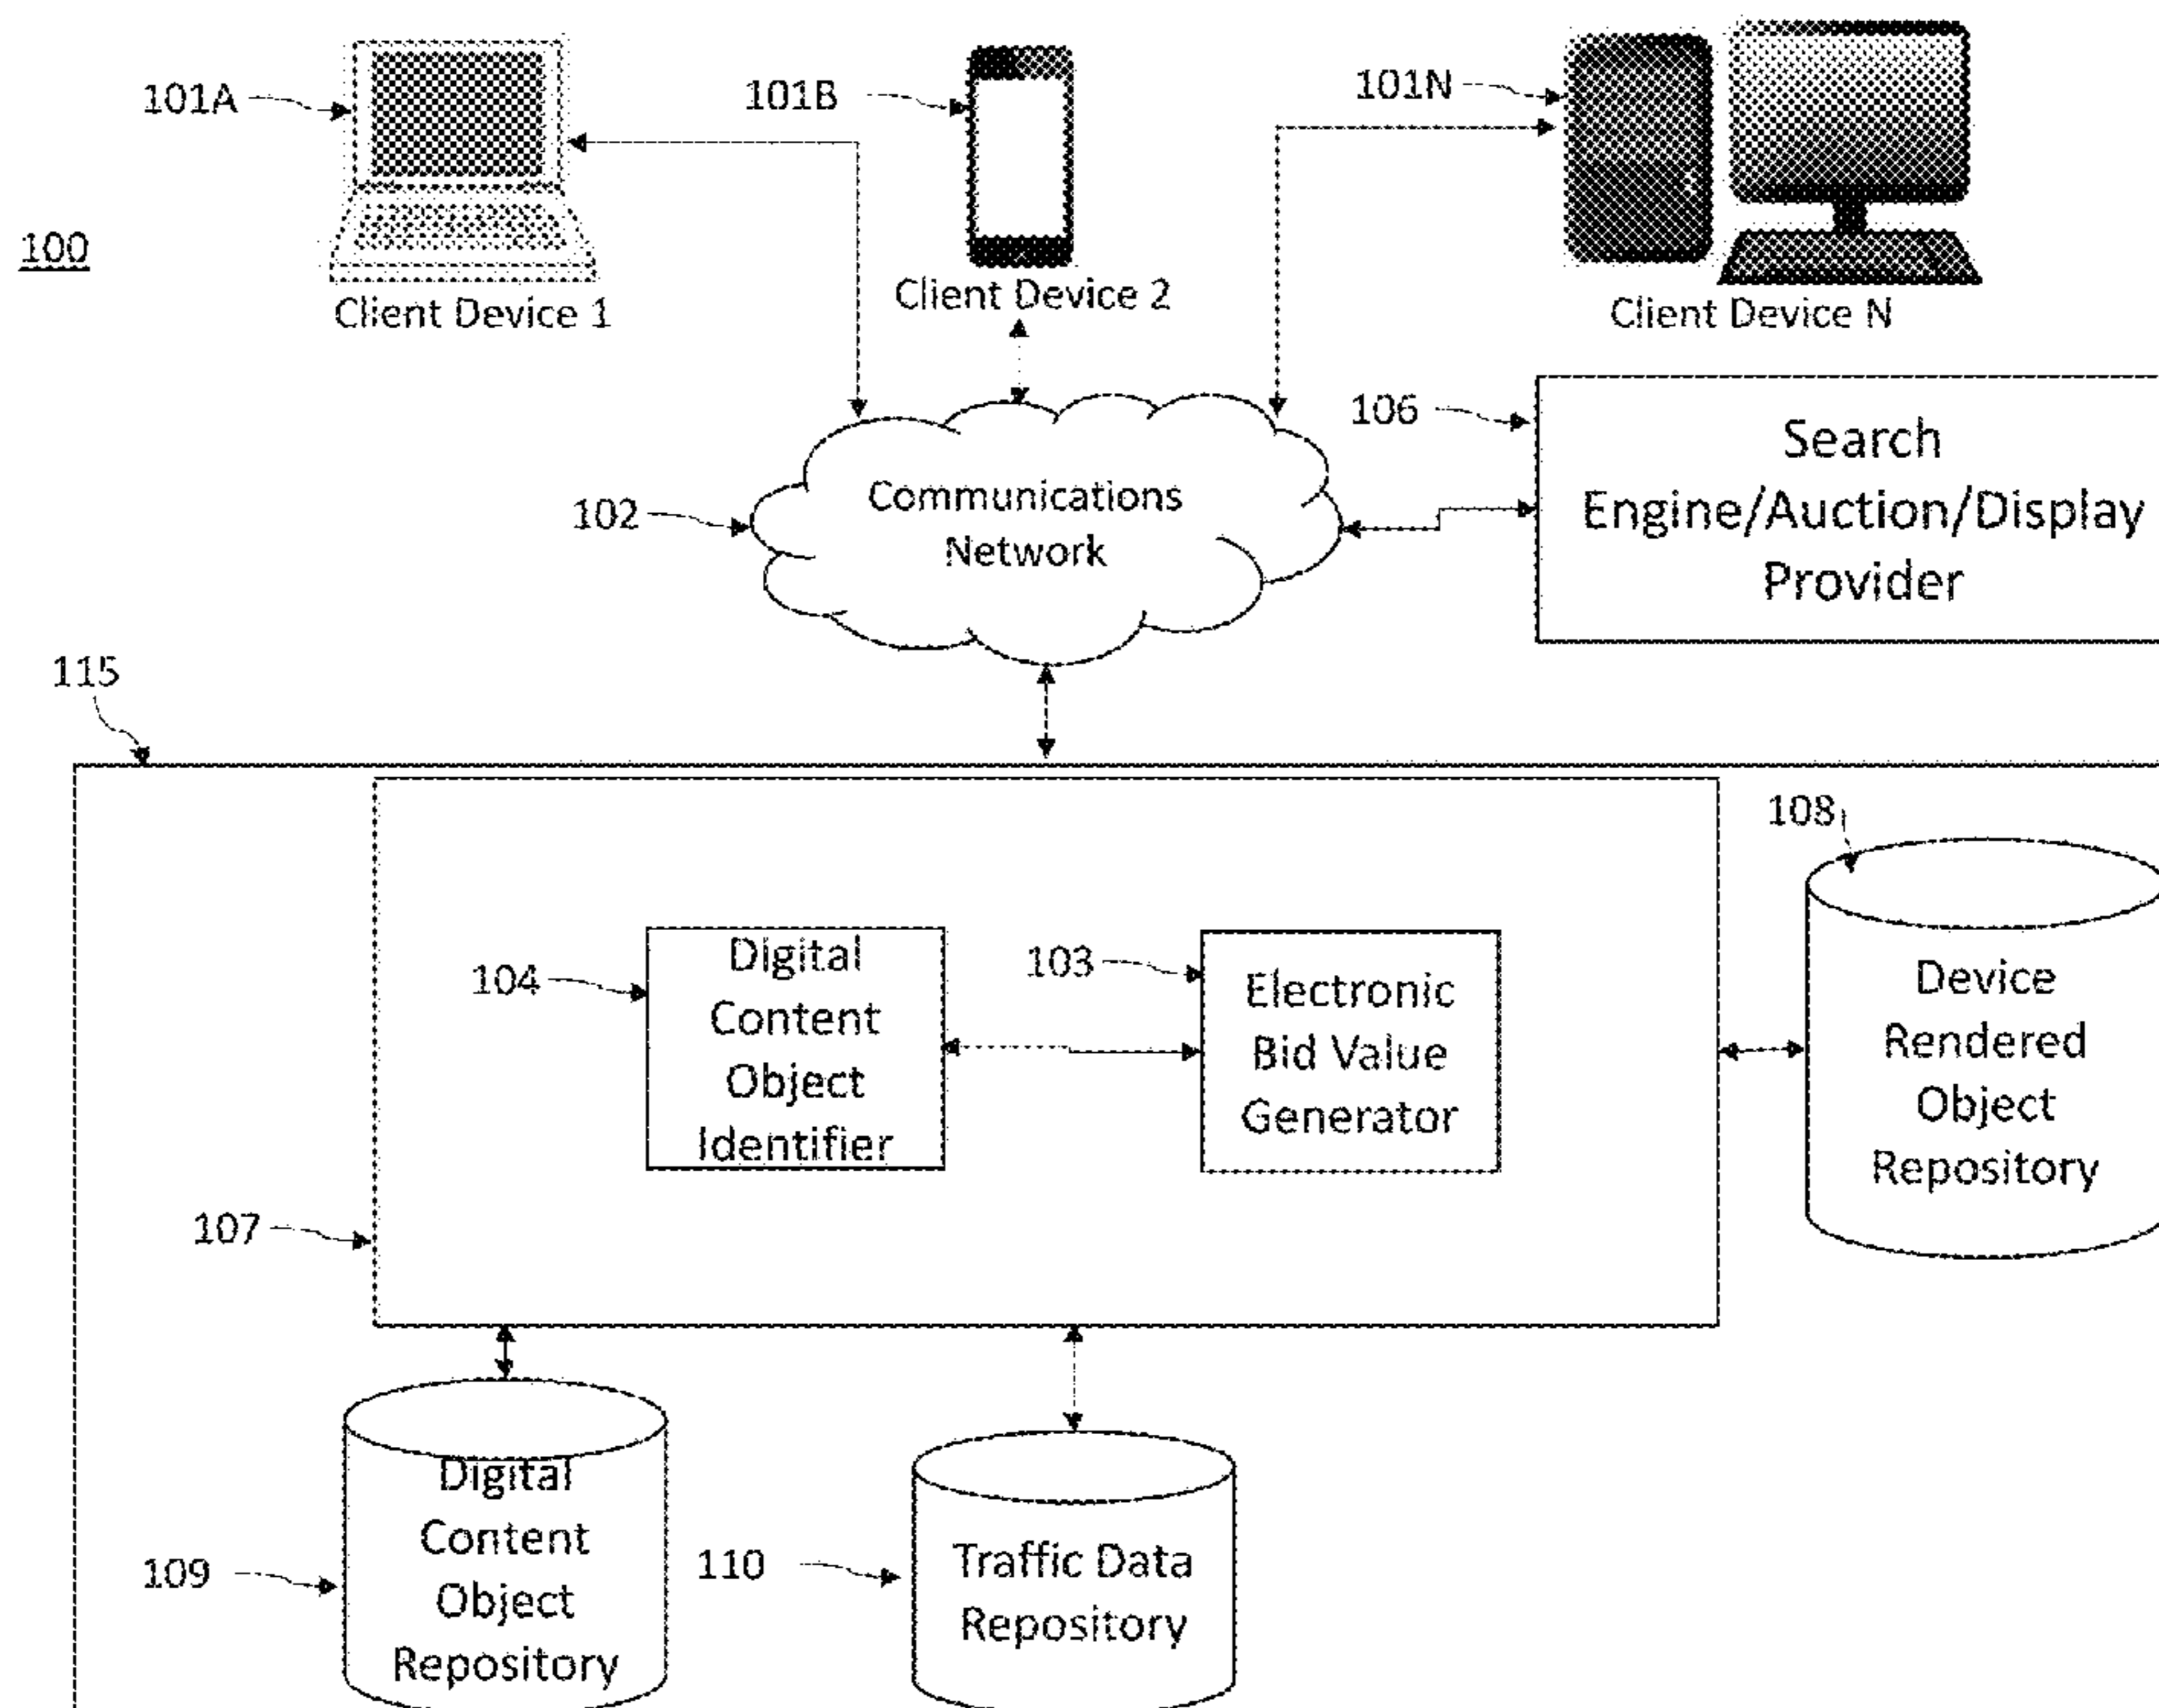 101A
101B
101N
100
Client Device 1
Client Device 2
Client Device N
106
Search
Engine/Auction/Display
Provider
102
Communications
Network
115
108
104
Digital
Content
Object
Identifier
103
Electronic
Bid Value
Generator
Device
Rendered
Object
Repository
107
109
Digital
Content
Object
Repository
110
Traffic Data
Repository